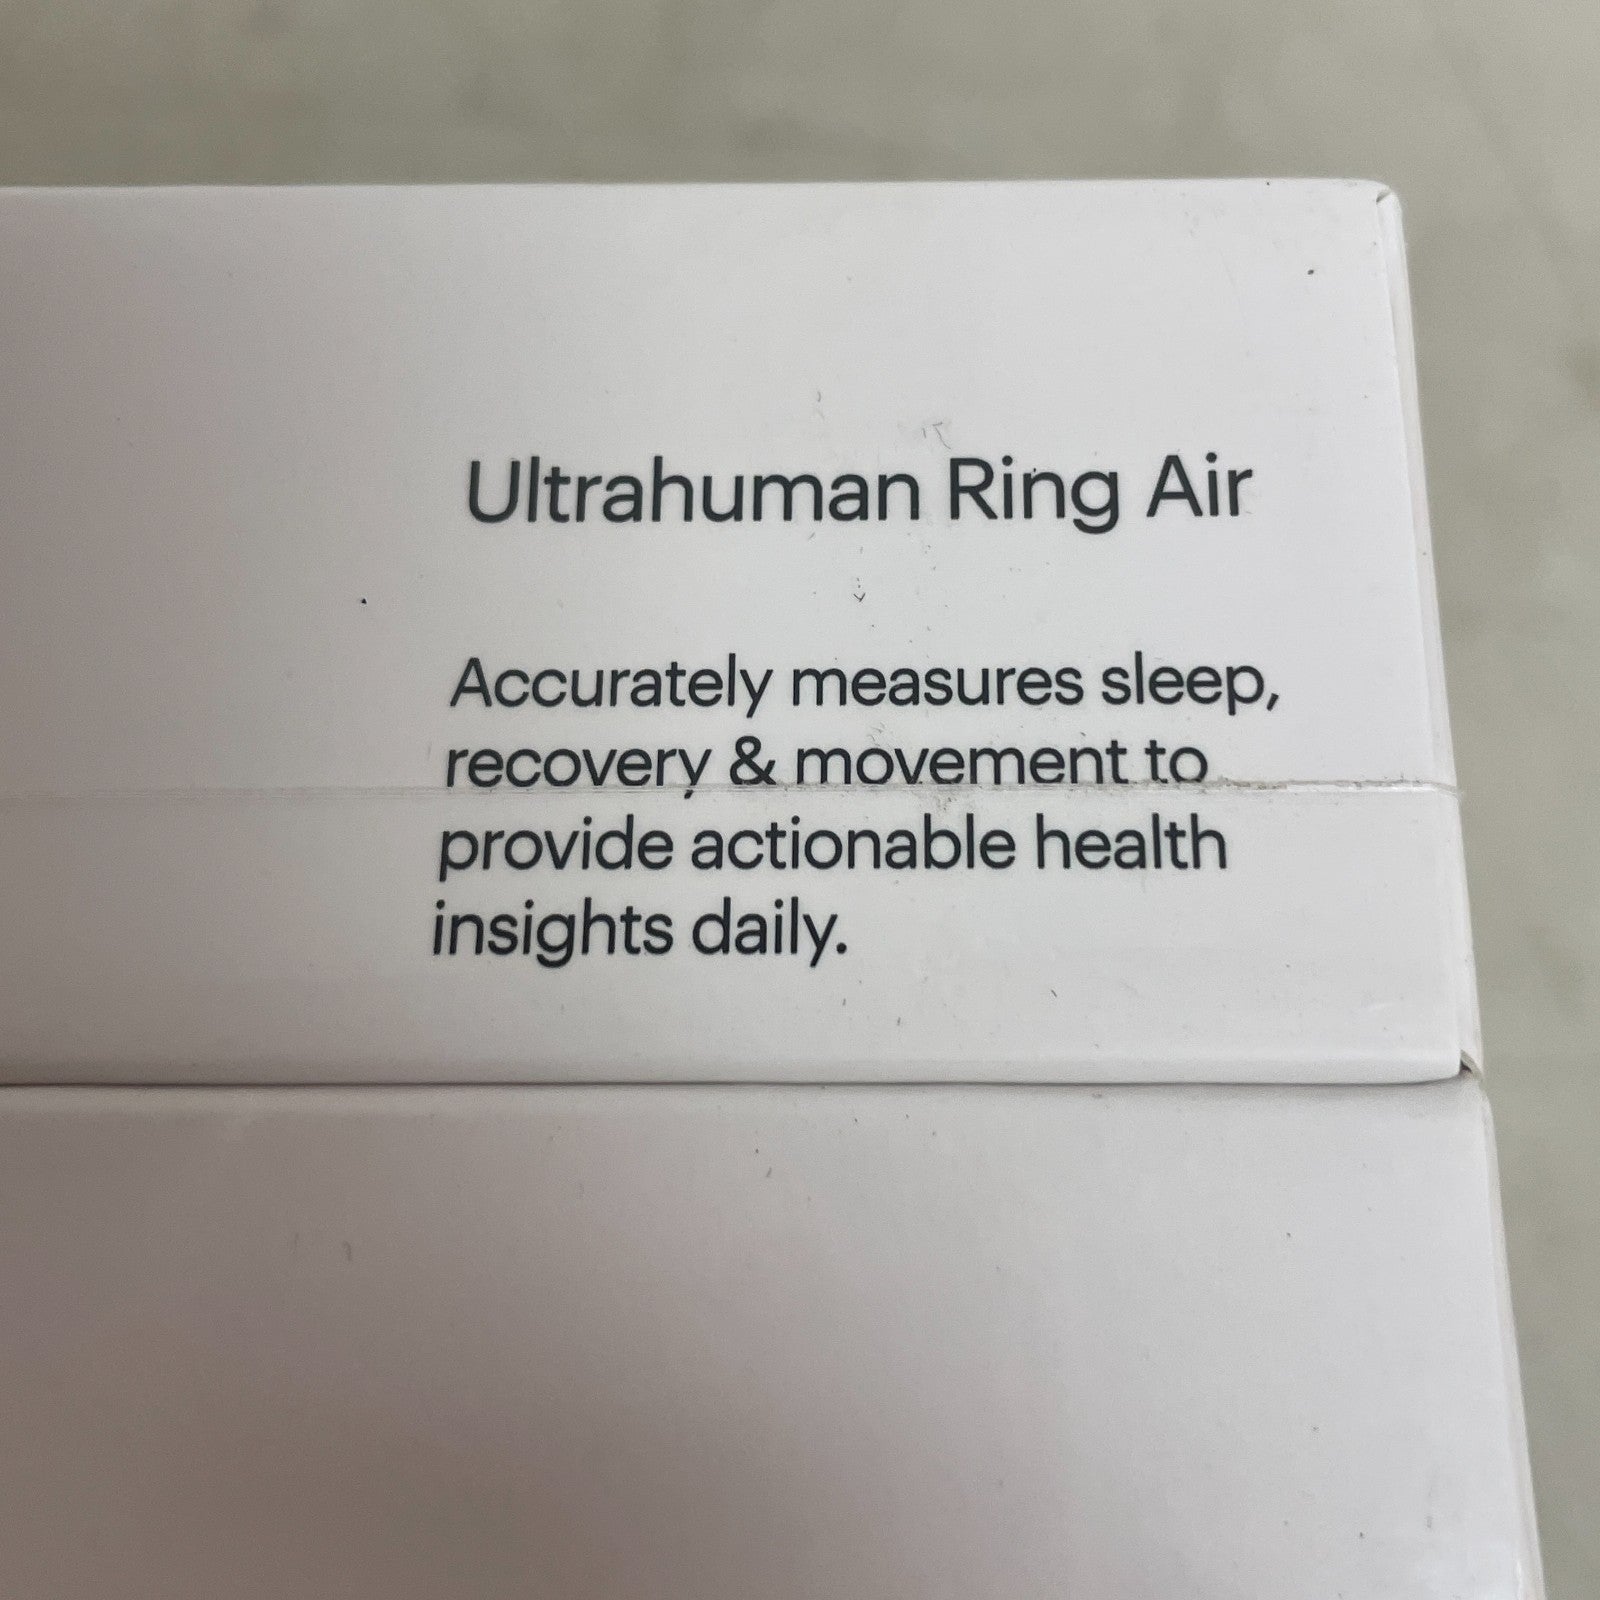 Ultrahuman Ring Air
Accurately measures sleep,
recovery & movement to
provide actionable health
insights daily.